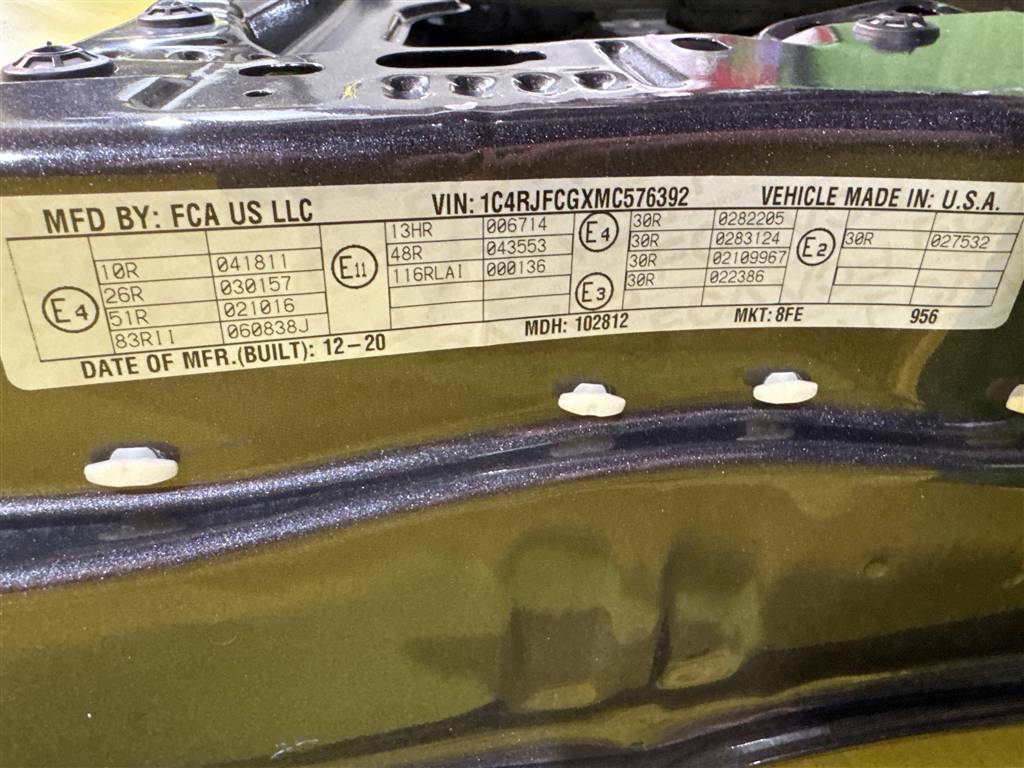 MFD BY: FCA US LLC VIN: 1C4RJFCGXMC576392 VEHICLE MADE IN: U.S.A.
E4
10R 041811
26R 030157
51R 021016
83RII 060838J
E11
13HR 006714
48R 043553
116RLAI 000136
E4
E3
30R 0282205
30R 0283124
30R 02109967
30R 022386
E2
30R 027532
DATE OF MFR.(BUILT): 12-20 MDH: 102812 MKT: 8FE 956